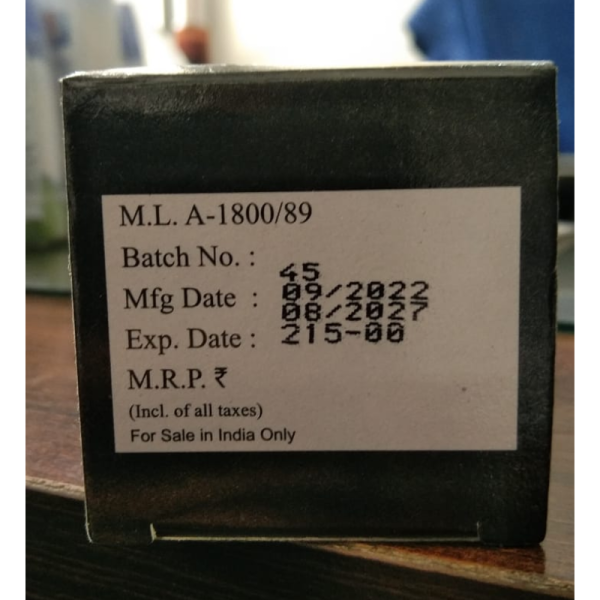 M.L. A-1800/89
Batch No. : 45
Mfg Date : 09/2022
08/2027
Exp. Date : 215-00
M.R.P. ₹
(Incl. of all taxes)
For Sale in India Only